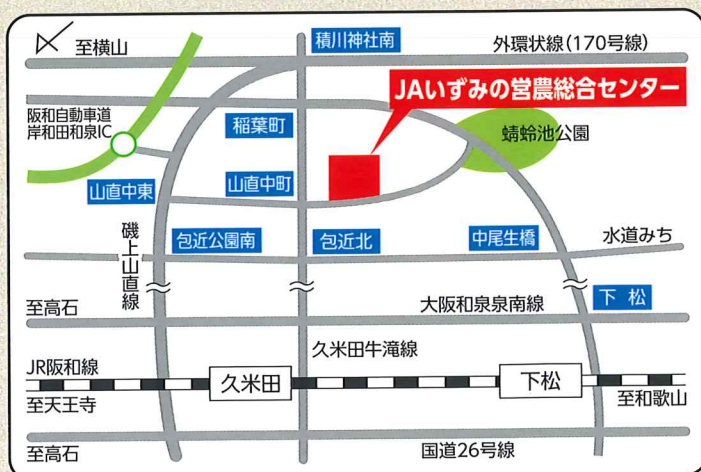 至横山
積川神社南
外環状線(170号線)
JAいずみの営農総合センター
阪和自動車道
岸和田和泉IC
稲葉町
蜻蛉池公園
山直中東
山直中町
磯上山直線
包近公園南
包近北
中尾生橋
水道みち
至高石
大阪和泉泉南線
下松
久米田牛滝線
JR阪和線
久米田
下松
至天王寺
至和歌山
至高石
国道26号線